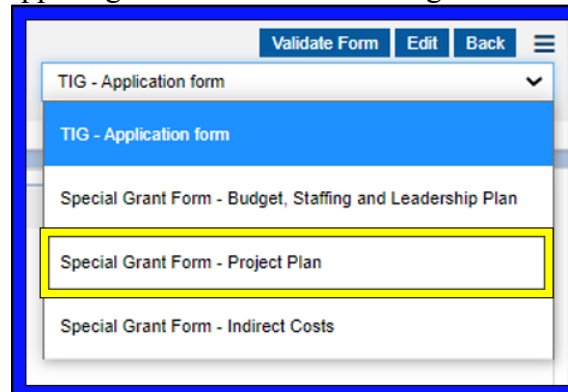 Validate Form Edit Back
TIG - Application form
TIG - Application form
Special Grant Form - Budget, Staffing and Leadership Plan
Special Grant Form - Project Plan
Special Grant Form - Indirect Costs